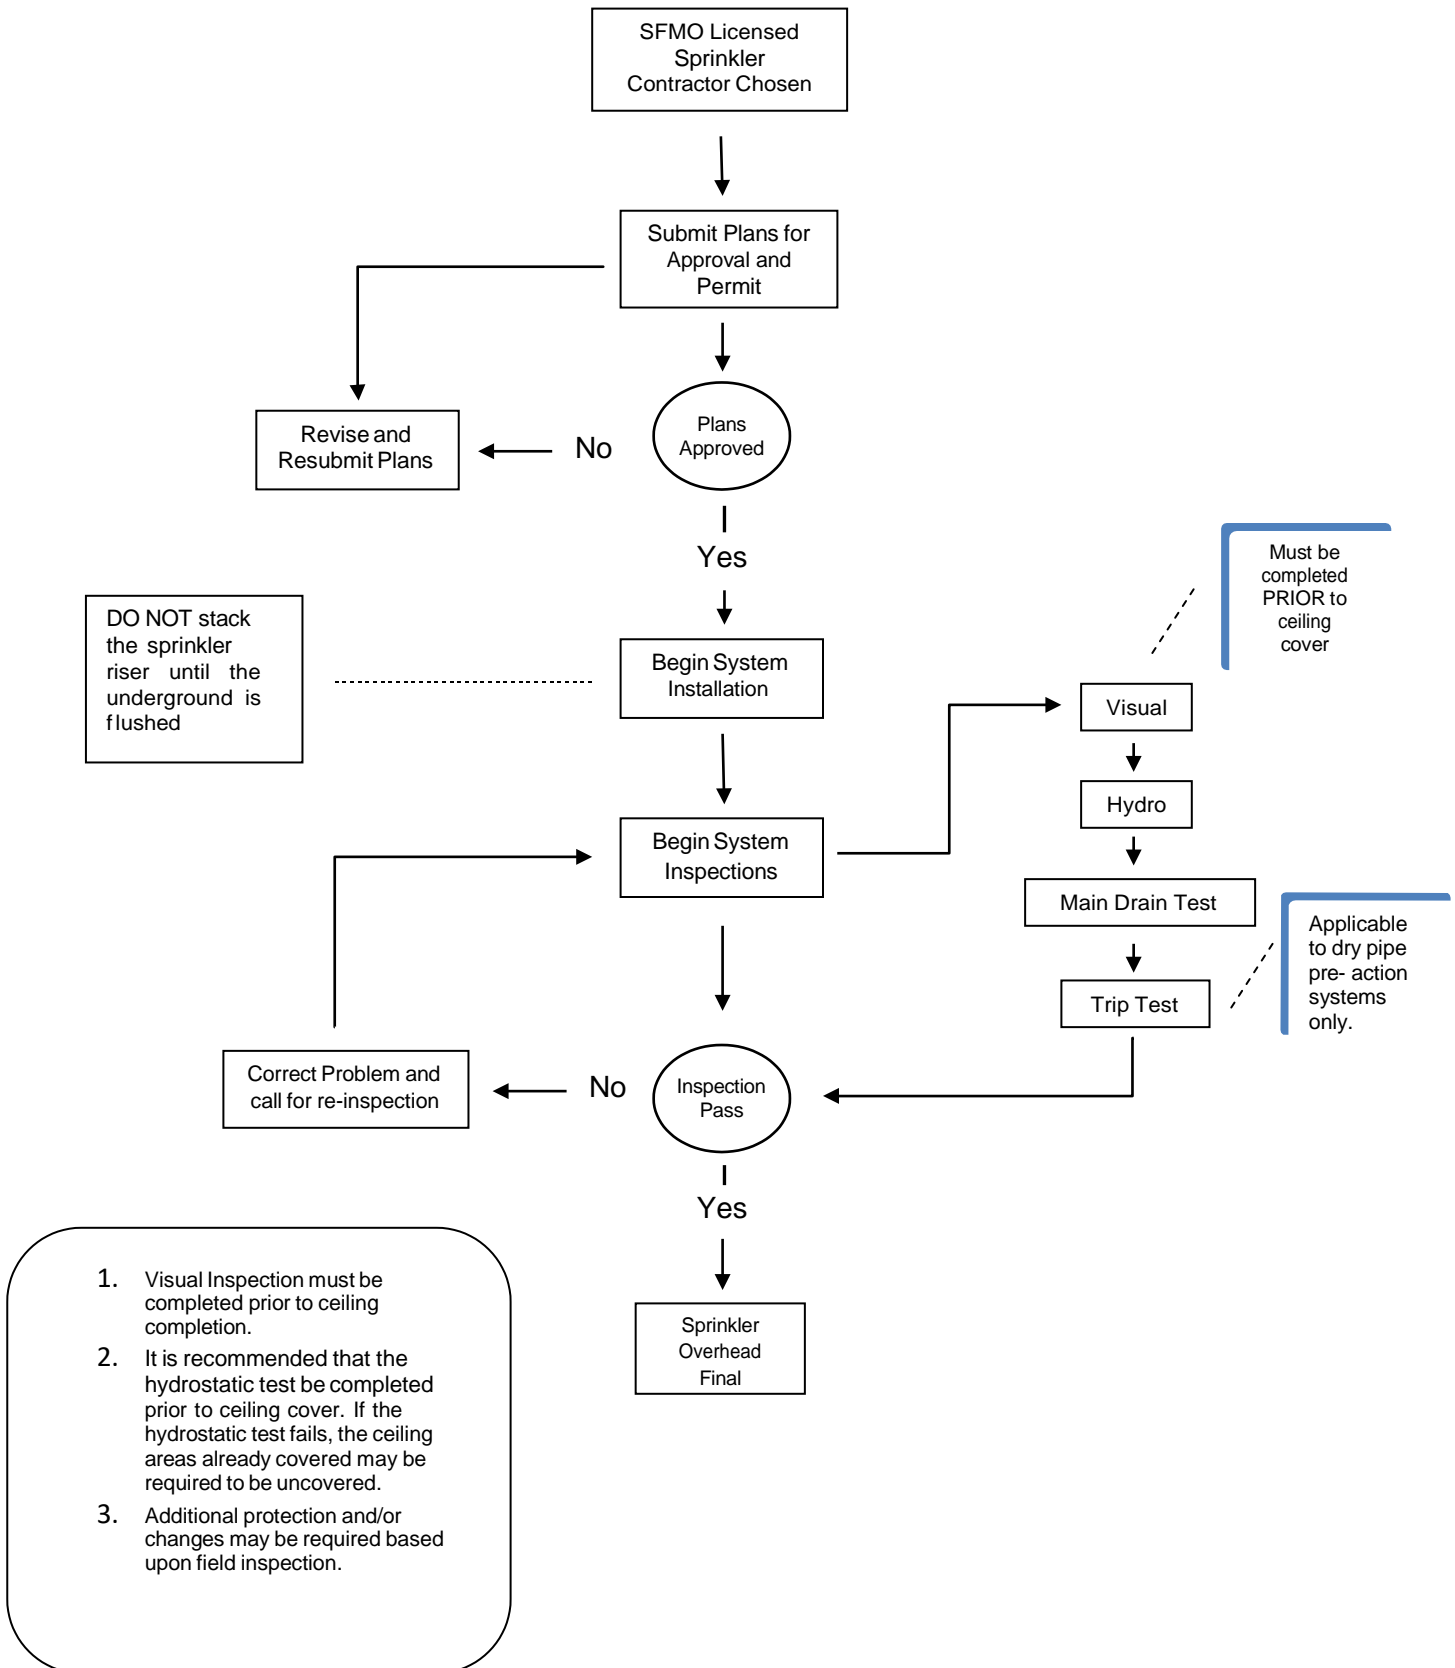 SFMO Licensed
Sprinkler
Contractor Chosen
Submit Plans for
Approval and
Permit
Plans
Approved
No
Revise and
Resubmit Plans
Yes
DO NOT stack
the sprinkler
riser until the
underground is
flushed
Begin System
Installation
Must be
completed
PRIOR to
ceiling
cover
Visual
Hydro
Begin System
Inspections
Main Drain Test
Trip Test
Applicable
to dry pipe
pre- action
systems
only.
Inspection
Pass
No
Correct Problem and
call for re-inspection
Yes
Sprinkler
Overhead
Final
1. Visual Inspection must be
completed prior to ceiling
completion.
2. It is recommended that the
hydrostatic test be completed
prior to ceiling cover. If the
hydrostatic test fails, the ceiling
areas already covered may be
required to be uncovered.
3. Additional protection and/or
changes may be required based
upon field inspection.